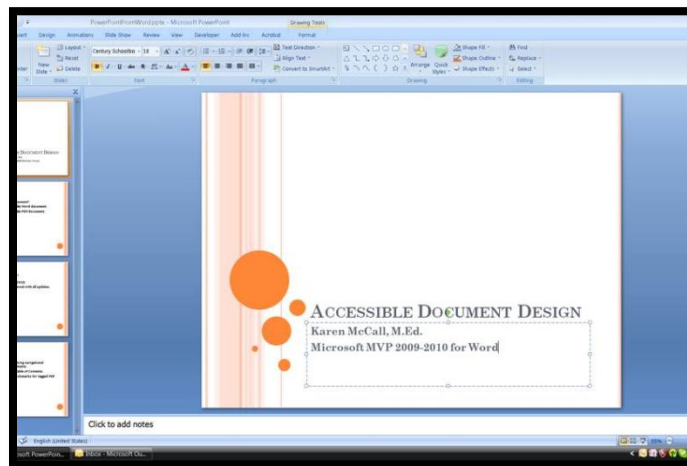 PowerPointFromWord.pptx - Microsoft PowerPoint
Drawing Tools
Design Animations Slide Show Review View Developer Add-Ins Acrobat Format
Layout
Reset
Delete
New Slide
Slides
Century Schoolbo 18
Font
Text Direction
Align Text
Convert to SmartArt
Paragraph
Arrange
Quick Styles
Shape Fill
Shape Outline
Shape Effects
Drawing
Find
Replace
Select
Editing
ACCESSIBLE DOCUMENT DESIGN
Karen McCall, M.Ed.
Microsoft MVP 2009-2010 for Word
Click to add notes
English (United States)
Inbox - Microsoft Ou...